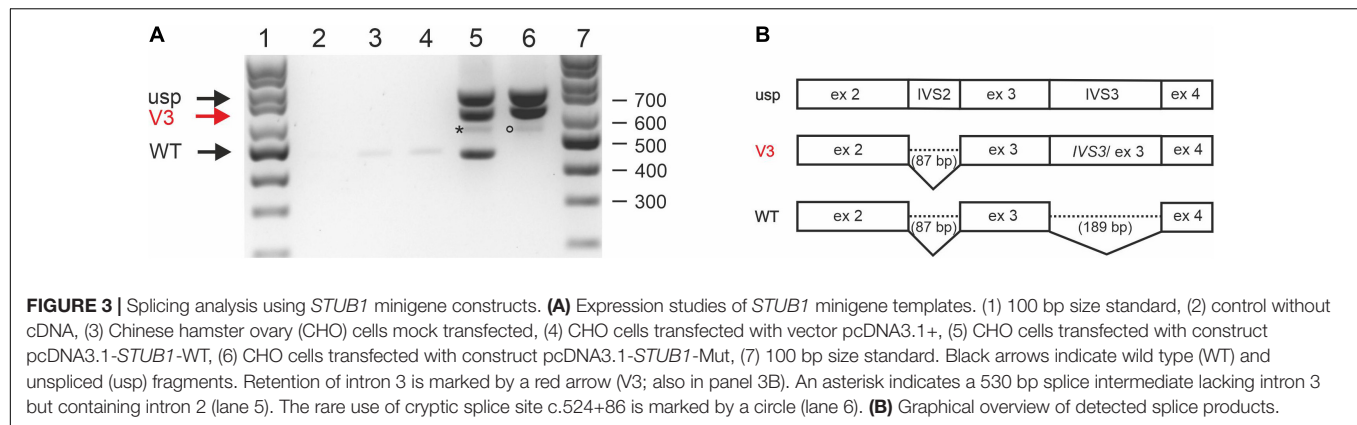 A
1 2 3 4 5 6 7
usp
V3
WT
*
°
– 700
– 600
– 500
– 400
– 300
B
usp ex 2 IVS2 ex 3 IVS3 ex 4
V3 ex 2 (87 bp) ex 3 IVS3/ ex 3 ex 4
WT ex 2 (87 bp) ex 3 (189 bp) ex 4
FIGURE 3 | Splicing analysis using STUB1 minigene constructs. (A) Expression studies of STUB1 minigene templates. (1) 100 bp size standard, (2) control without
cDNA, (3) Chinese hamster ovary (CHO) cells mock transfected, (4) CHO cells transfected with vector pcDNA3.1+, (5) CHO cells transfected with construct
pcDNA3.1-STUB1-WT, (6) CHO cells transfected with construct pcDNA3.1-STUB1-Mut, (7) 100 bp size standard. Black arrows indicate wild type (WT) and
unspliced (usp) fragments. Retention of intron 3 is marked by a red arrow (V3; also in panel 3B). An asterisk indicates a 530 bp splice intermediate lacking intron 3
but containing intron 2 (lane 5). The rare use of cryptic splice site c.524+86 is marked by a circle (lane 6). (B) Graphical overview of detected splice products.